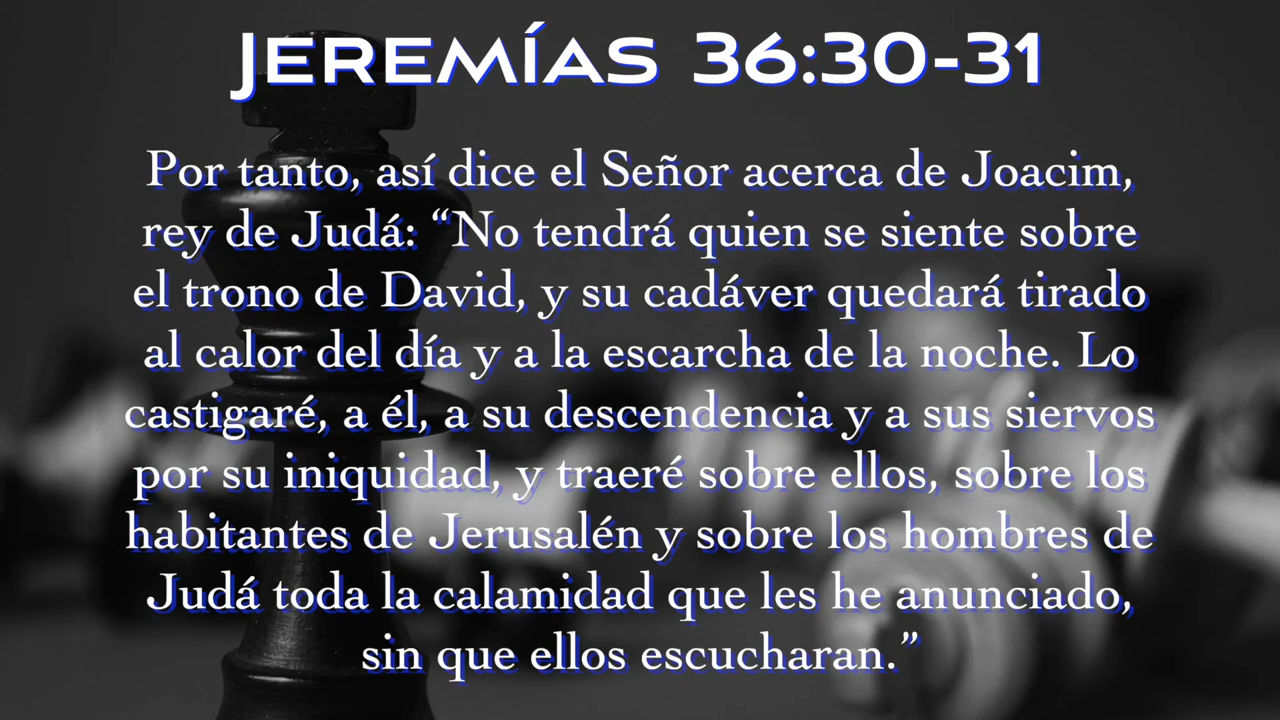 JEREMÍAS 36:30-31
Por tanto, así dice el Señor acerca de Joacim,
rey de Judá: “No tendrá quien se siente sobre
el trono de David, y su cadáver quedará tirado
al calor del día y a la escarcha de la noche. Lo
castigaré, a él, a su descendencia y a sus siervos
por su iniquidad, y traeré sobre ellos, sobre los
habitantes de Jerusalén y sobre los hombres de
Judá toda la calamidad que les he anunciado,
sin que ellos escucharan.”